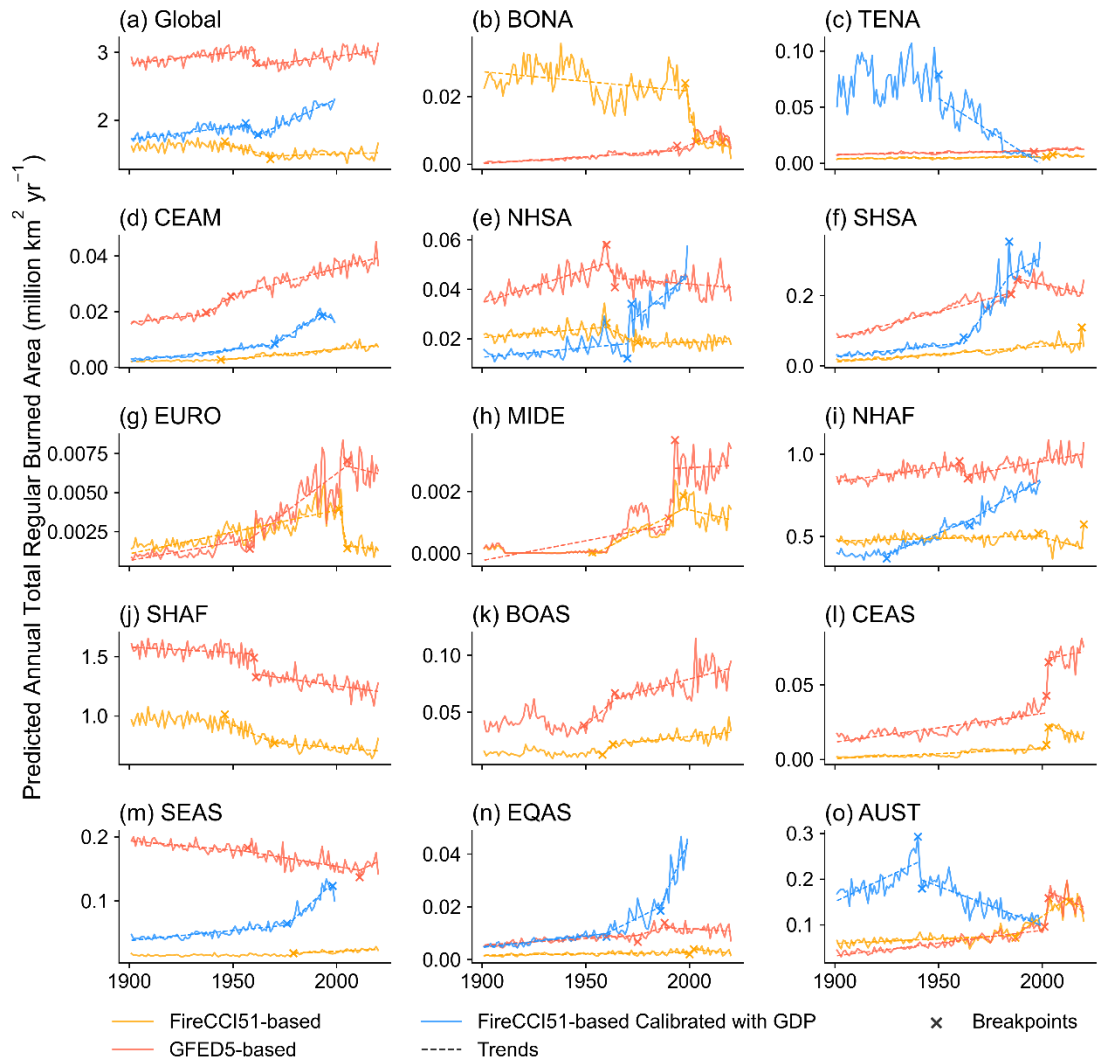 (a) Global
(b) BONA
(c) TENA
3
2
0.02
0.00
0.10
0.05
0.00
(d) CEAM
(e) NHSA
(f) SHSA
0.04
0.02
0.00
0.06
0.04
0.02
0.2
0.0
(g) EURO
(h) MIDE
(i) NHAF
0.0075
0.0050
0.0025
0.002
0.000
1.0
0.5
(j) SHAF
(k) BOAS
(l) CEAS
1.5
1.0
0.10
0.05
0.05
0.00
(m) SEAS
(n) EQAS
(o) AUST
0.2
0.1
0.04
0.02
0.00
0.3
0.2
0.1
1900 1950 2000
1900 1950 2000
1900 1950 2000
Predicted Annual Total Regular Burned Area (million km² yr⁻¹)
FireCCI51-based
FireCCI51-based Calibrated with GDP
Breakpoints
GFED5-based
Trends